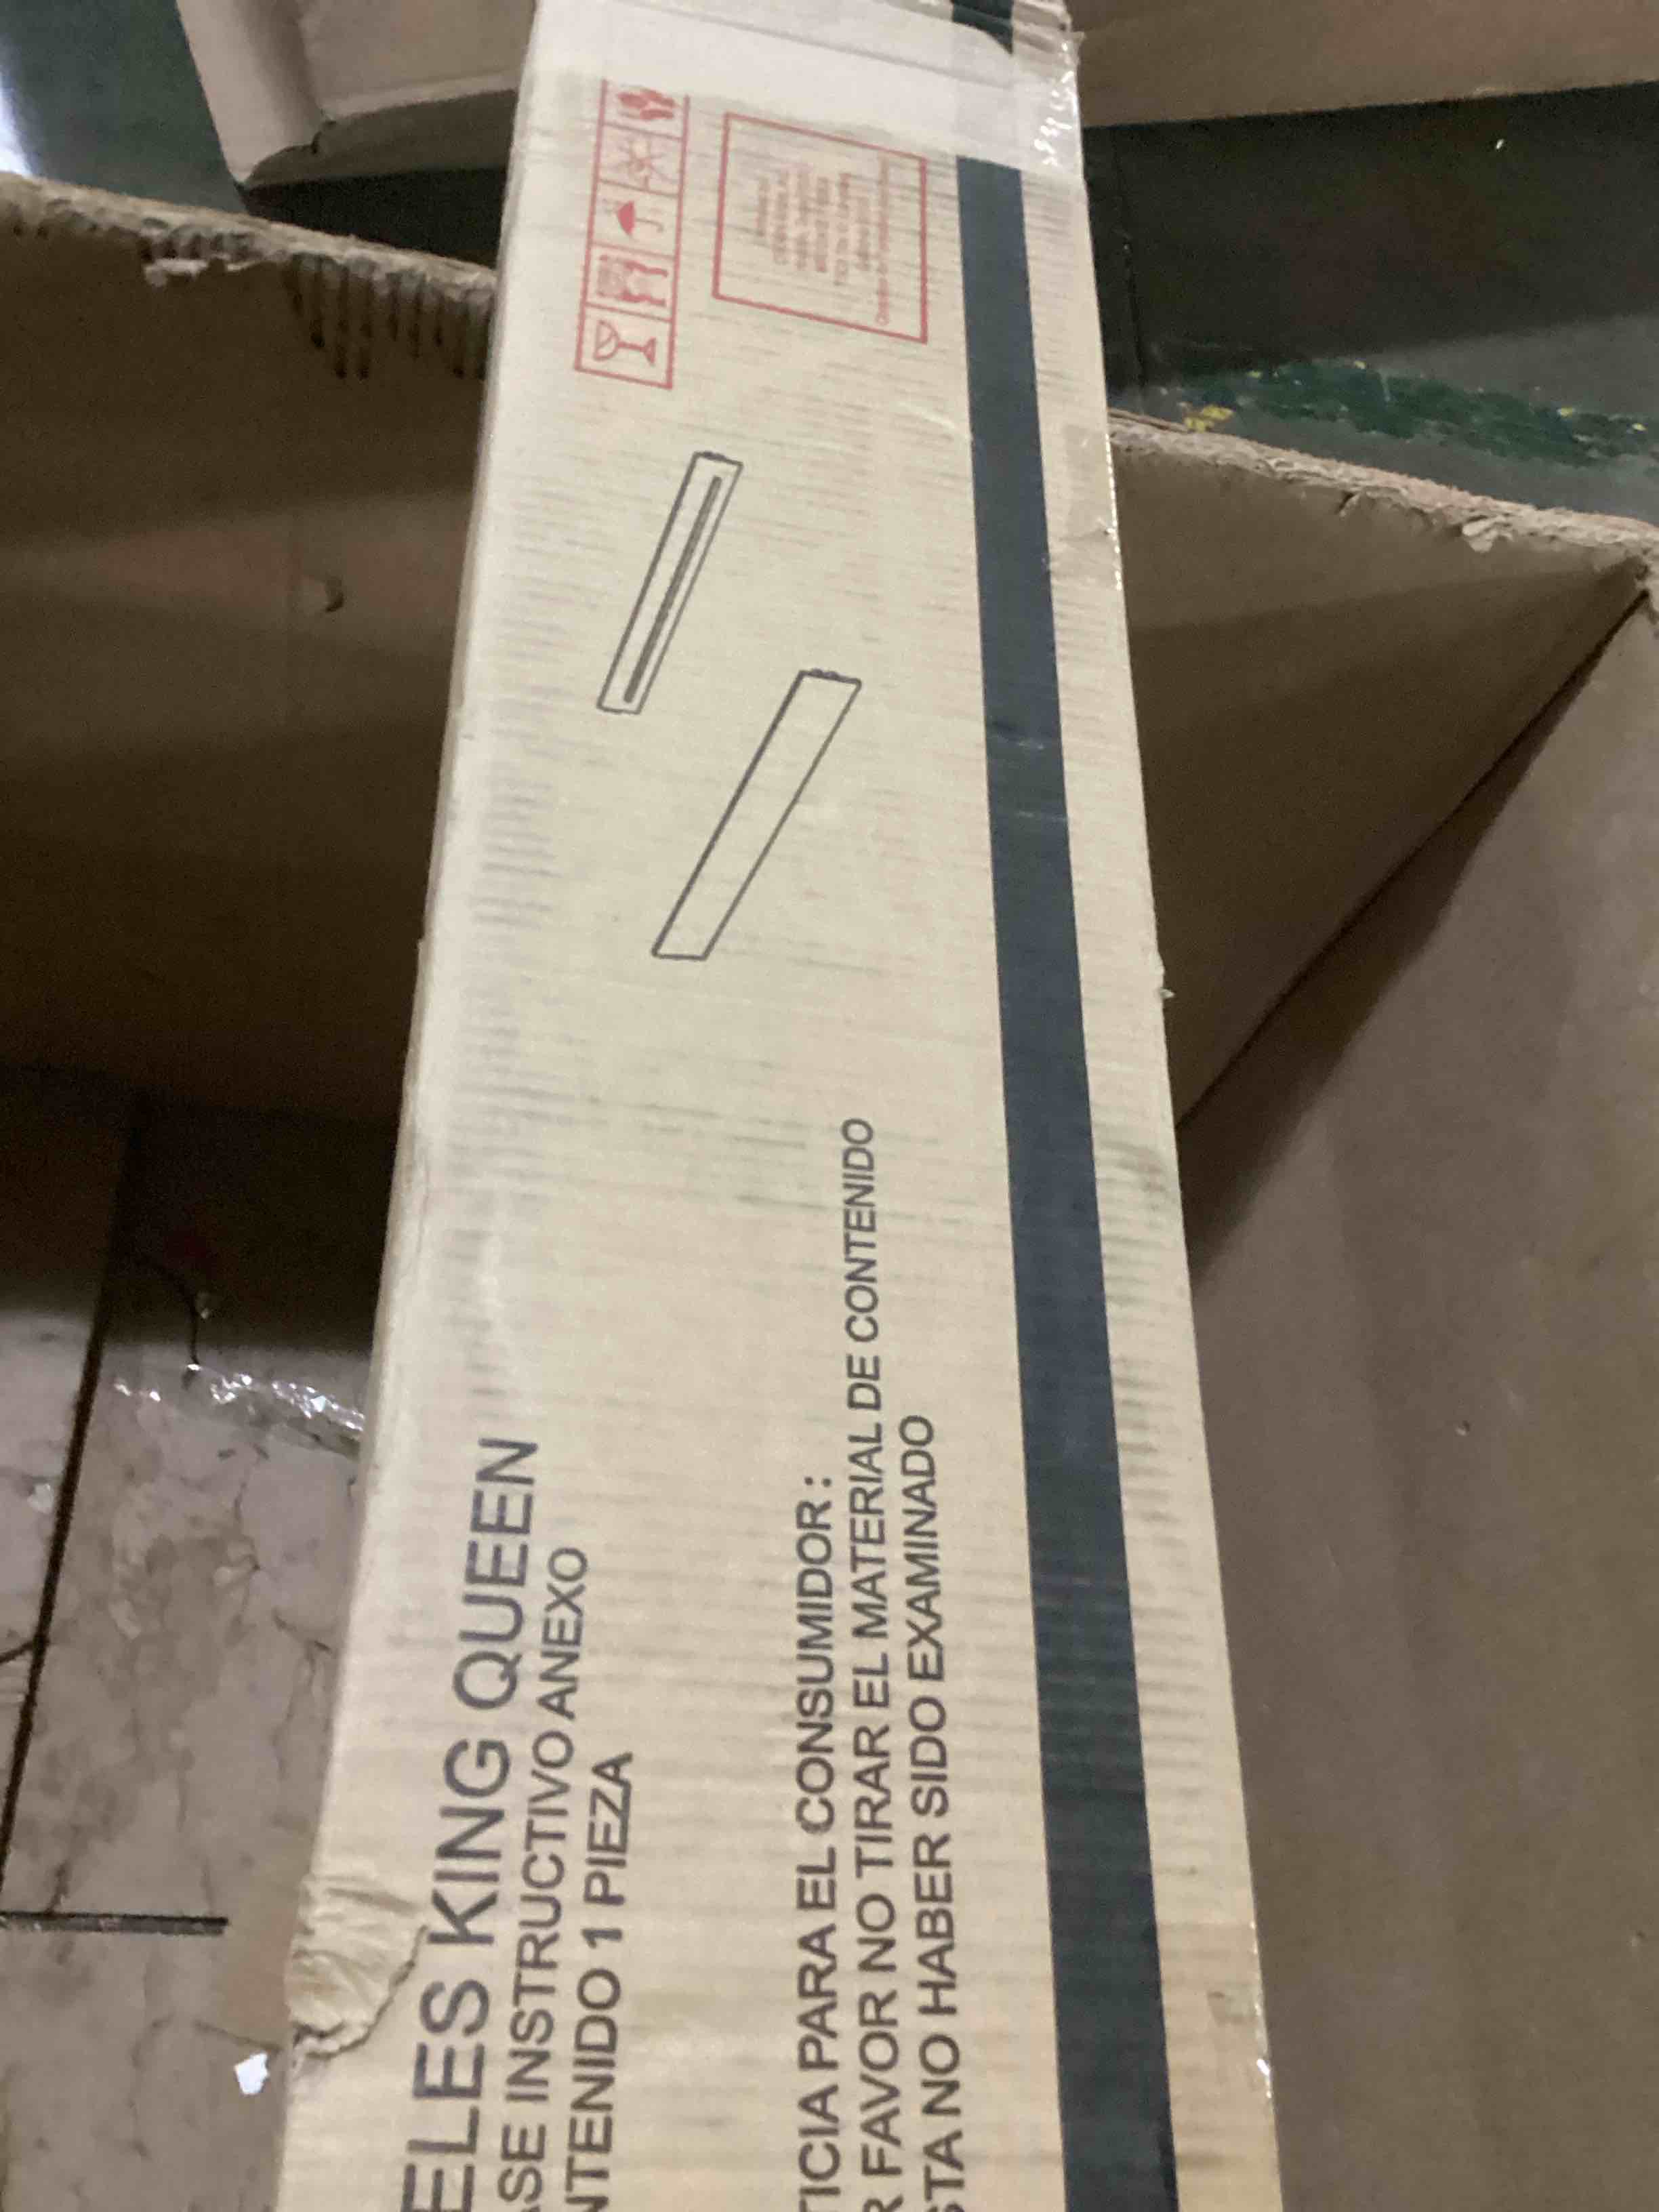 ELES KING QUEEN
ASE INSTRUCTIVO ANEXO
NTENIDO 1 PIEZA
TICIA PARA EL CONSUMIDOR :
R FAVOR NO TIRAR EL MATERIAL DE CONTENIDO
STA NO HABER SIDO EXAMINADO